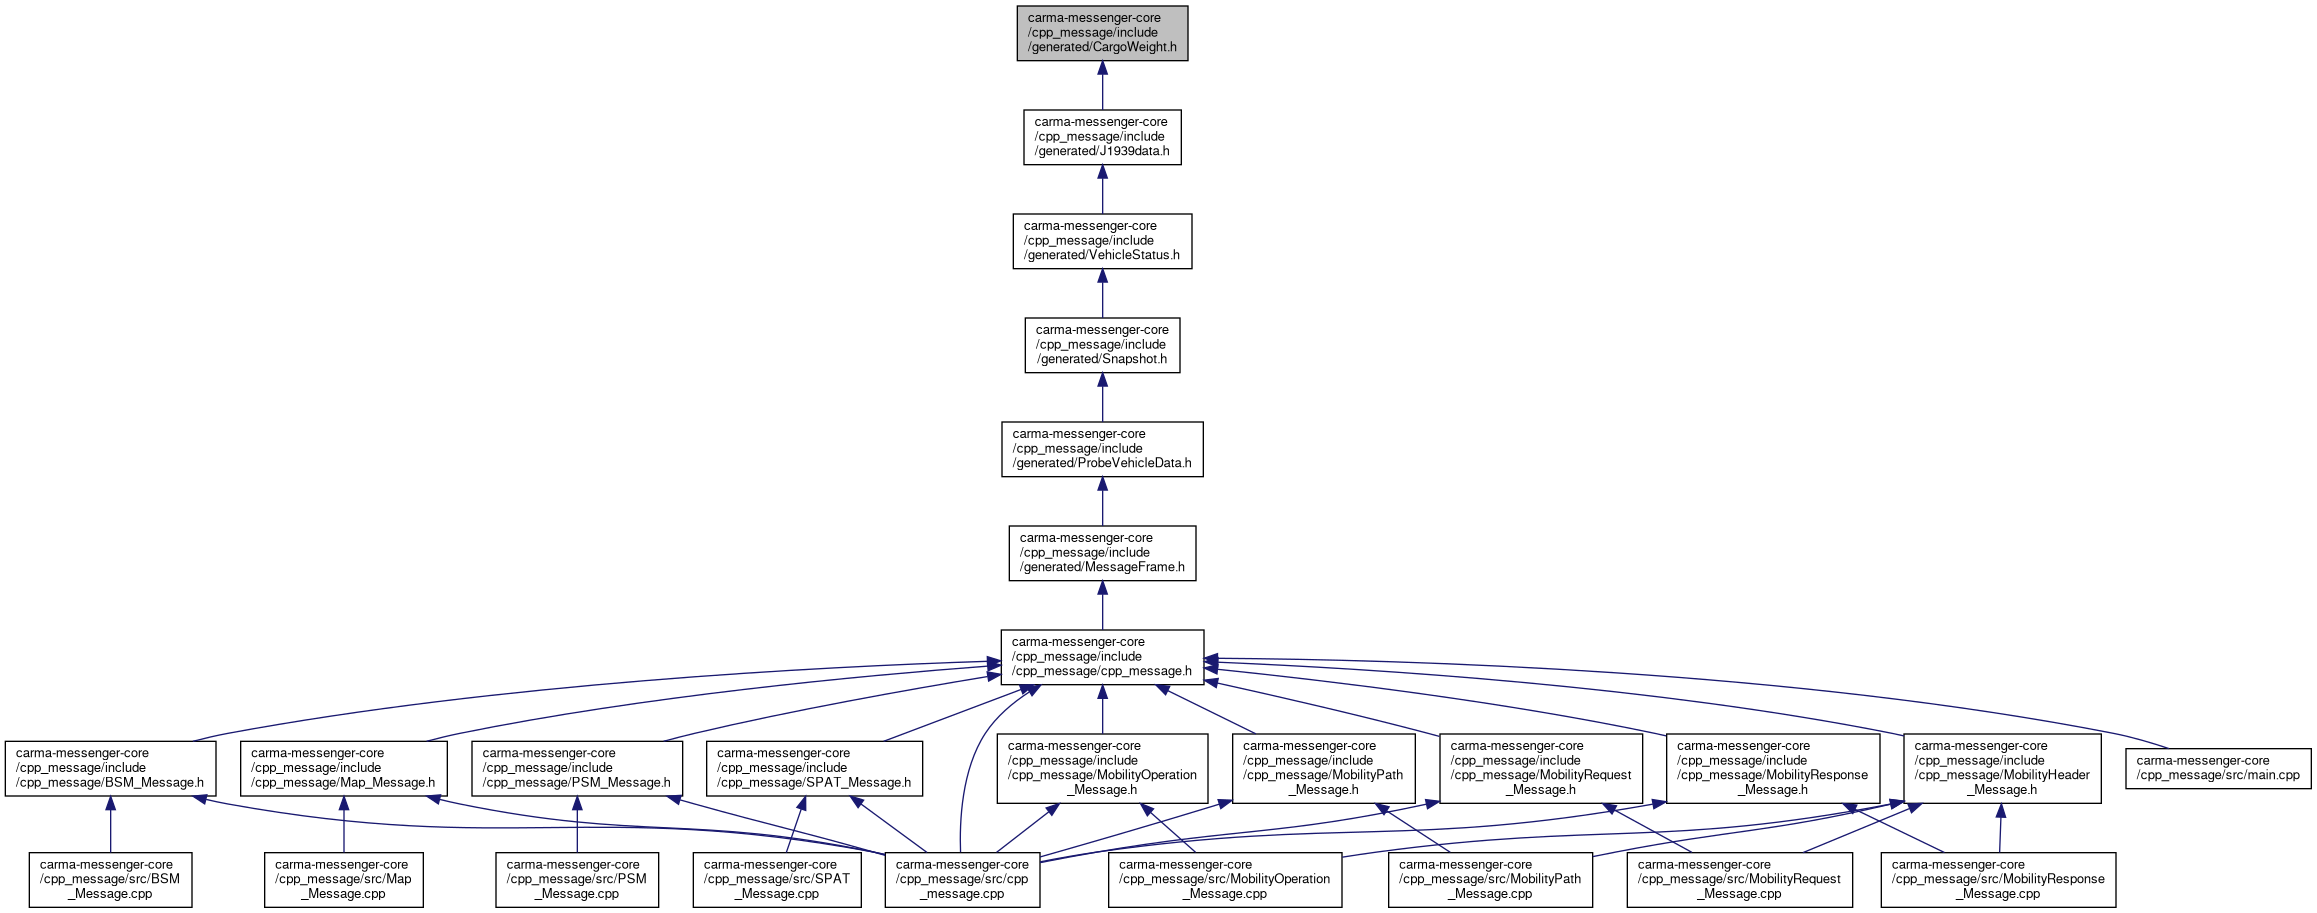 carma-messenger-core
/cpp_message/include
/generated/CargoWeight.h
carma-messenger-core
/cpp_message/include
/generated/J1939data.h
carma-messenger-core
/cpp_message/include
/generated/VehicleStatus.h
carma-messenger-core
/cpp_message/include
/generated/Snapshot.h
carma-messenger-core
/cpp_message/include
/generated/ProbeVehicleData.h
carma-messenger-core
/cpp_message/include
/generated/MessageFrame.h
carma-messenger-core
/cpp_message/include
/cpp_message/cpp_message.h
carma-messenger-core
/cpp_message/include
/cpp_message/BSM_Message.h
carma-messenger-core
/cpp_message/include
/cpp_message/Map_Message.h
carma-messenger-core
/cpp_message/include
/cpp_message/PSM_Message.h
carma-messenger-core
/cpp_message/include
/cpp_message/SPAT_Message.h
carma-messenger-core
/cpp_message/include
/cpp_message/MobilityOperation
_Message.h
carma-messenger-core
/cpp_message/include
/cpp_message/MobilityPath
_Message.h
carma-messenger-core
/cpp_message/include
/cpp_message/MobilityRequest
_Message.h
carma-messenger-core
/cpp_message/include
/cpp_message/MobilityResponse
_Message.h
carma-messenger-core
/cpp_message/include
/cpp_message/MobilityHeader
_Message.h
carma-messenger-core
/cpp_message/src/main.cpp
carma-messenger-core
/cpp_message/src/BSM
_Message.cpp
carma-messenger-core
/cpp_message/src/Map
_Message.cpp
carma-messenger-core
/cpp_message/src/PSM
_Message.cpp
carma-messenger-core
/cpp_message/src/SPAT
_Message.cpp
carma-messenger-core
/cpp_message/src/cpp
_message.cpp
carma-messenger-core
/cpp_message/src/MobilityOperation
_Message.cpp
carma-messenger-core
/cpp_message/src/MobilityPath
_Message.cpp
carma-messenger-core
/cpp_message/src/MobilityRequest
_Message.cpp
carma-messenger-core
/cpp_message/src/MobilityResponse
_Message.cpp